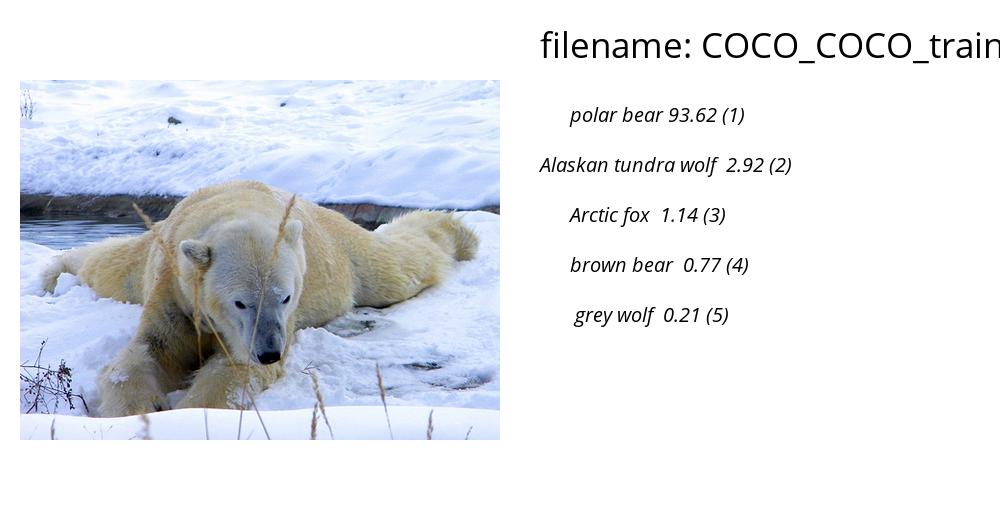 filename: COCO_COCO_train
polar bear 93.62 (1)
Alaskan tundra wolf 2.92 (2)
Arctic fox 1.14 (3)
brown bear 0.77 (4)
grey wolf 0.21 (5)